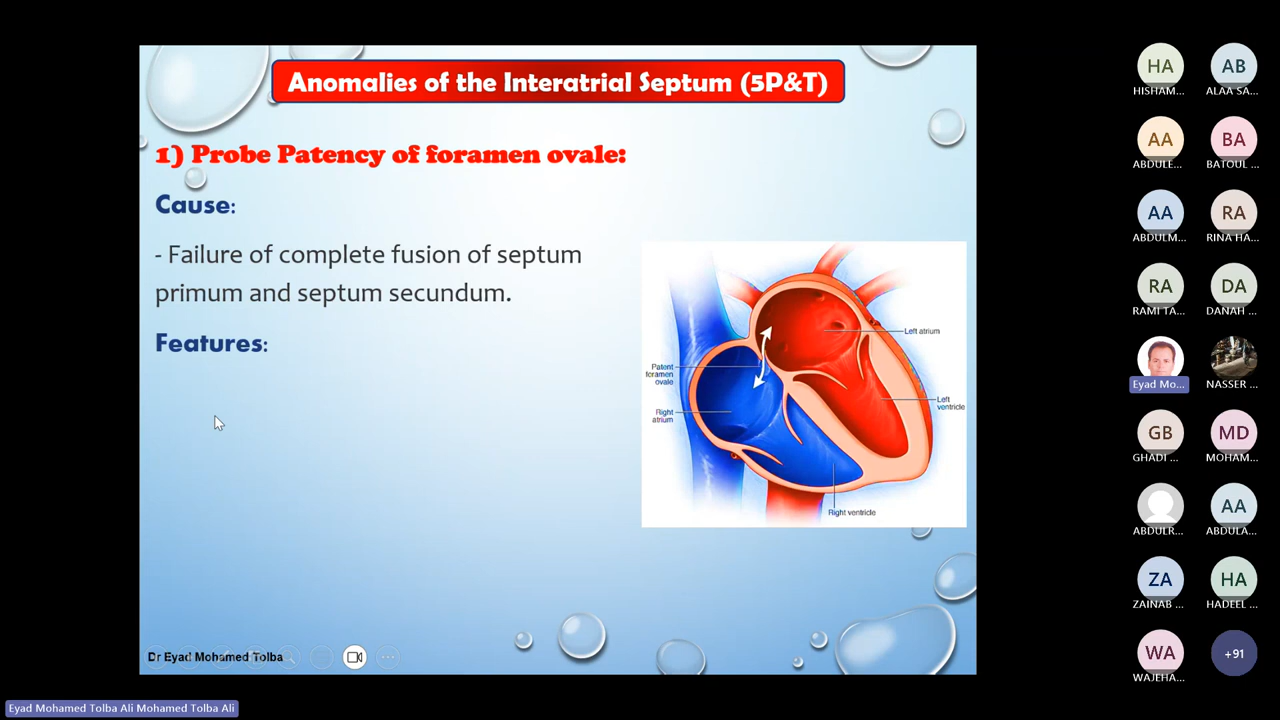 Anomalies of the Interatrial Septum (5P&T)
1) Probe Patency of foramen ovale:
Cause:
- Failure of complete fusion of septum
primum and septum secundum.
Features:
Left atrium
Patent
foramen
ovale
Right
atrium
Left
ventricle
Right ventricle
Dr Eyad Mohamed Tolba
HA
HISHAM...
AB
ALAA SA...
AA
ABDULE...
BA
BATOUL ...
AA
ABDULM...
RA
RINA HA...
RA
RAMI TA...
DA
DANAH ...
Eyad Mo...
NASSER ...
GB
GHADI ...
MD
MOHAM...
ABDULR...
AA
ABDULA...
ZA
ZAINAB ...
HA
HADEEL ...
WA
WAJEHA...
+91
Eyad Mohamed Tolba Ali Mohamed Tolba Ali